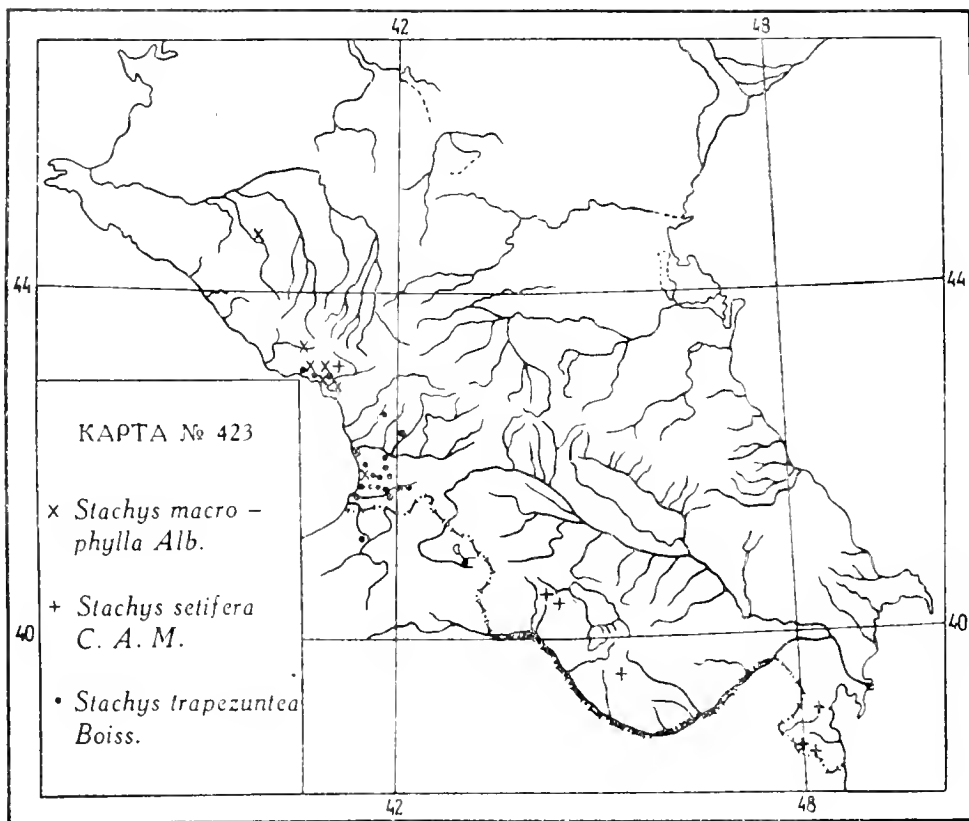 42
48
44
44
КАРТА № 423
x Stachys macro –
phylla Alb.
+ Stachys setifera
C. A. M.
• Stachys trapezuntea
Boiss.
40
40
42
48